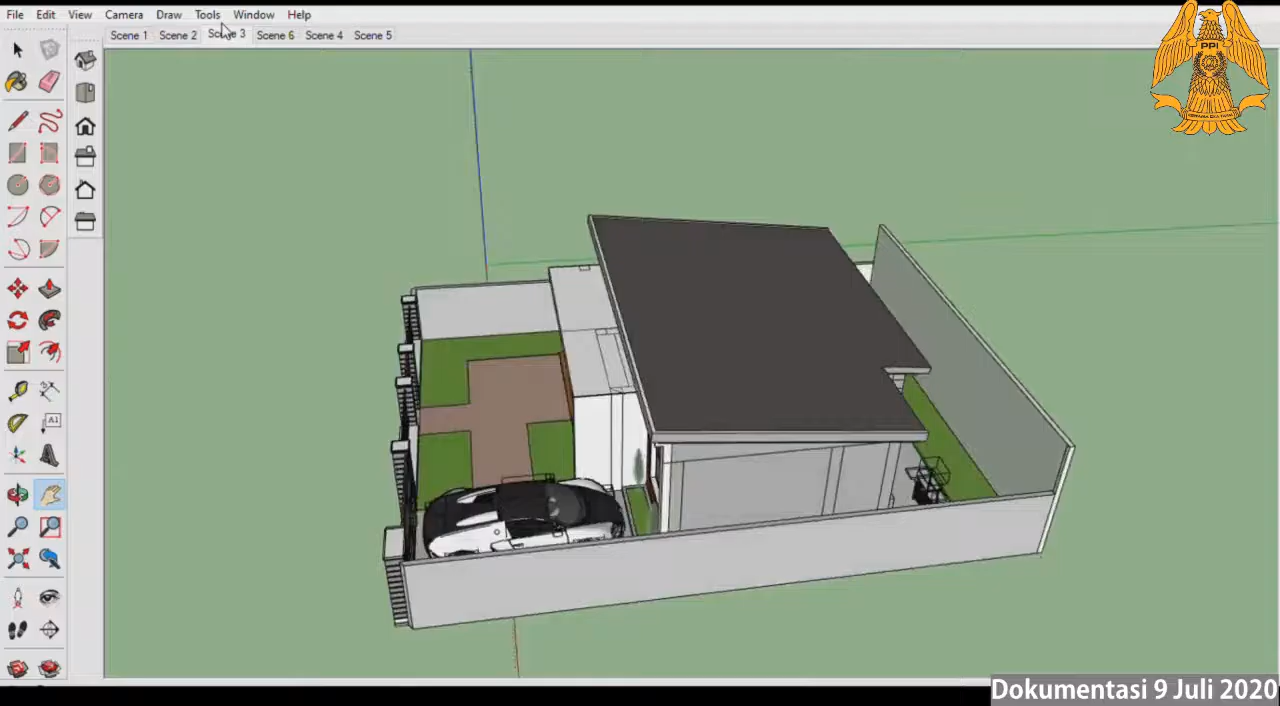 File Edit View Camera Draw Tools Window Help
Scene 1 Scene 2 Scene 3 Scene 6 Scene 4 Scene 5
PPI
A1
Dokumentasi 9 Juli 2020